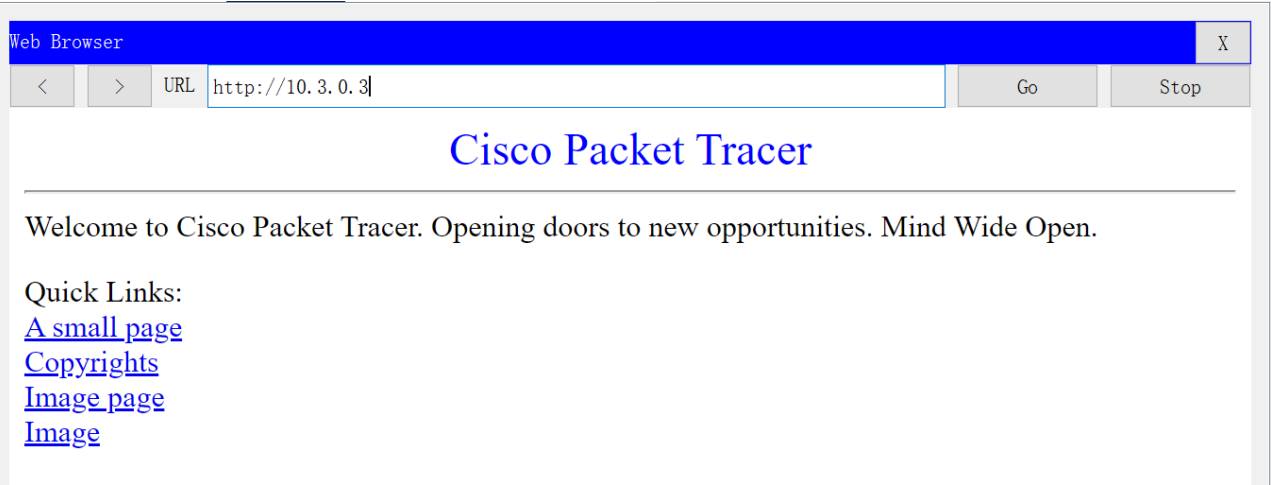 Web Browser
X
<
>
URL
http://10.3.0.3
Go
Stop
Cisco Packet Tracer
Welcome to Cisco Packet Tracer. Opening doors to new opportunities. Mind Wide Open.
Quick Links:
A small page
Copyrights
Image page
Image